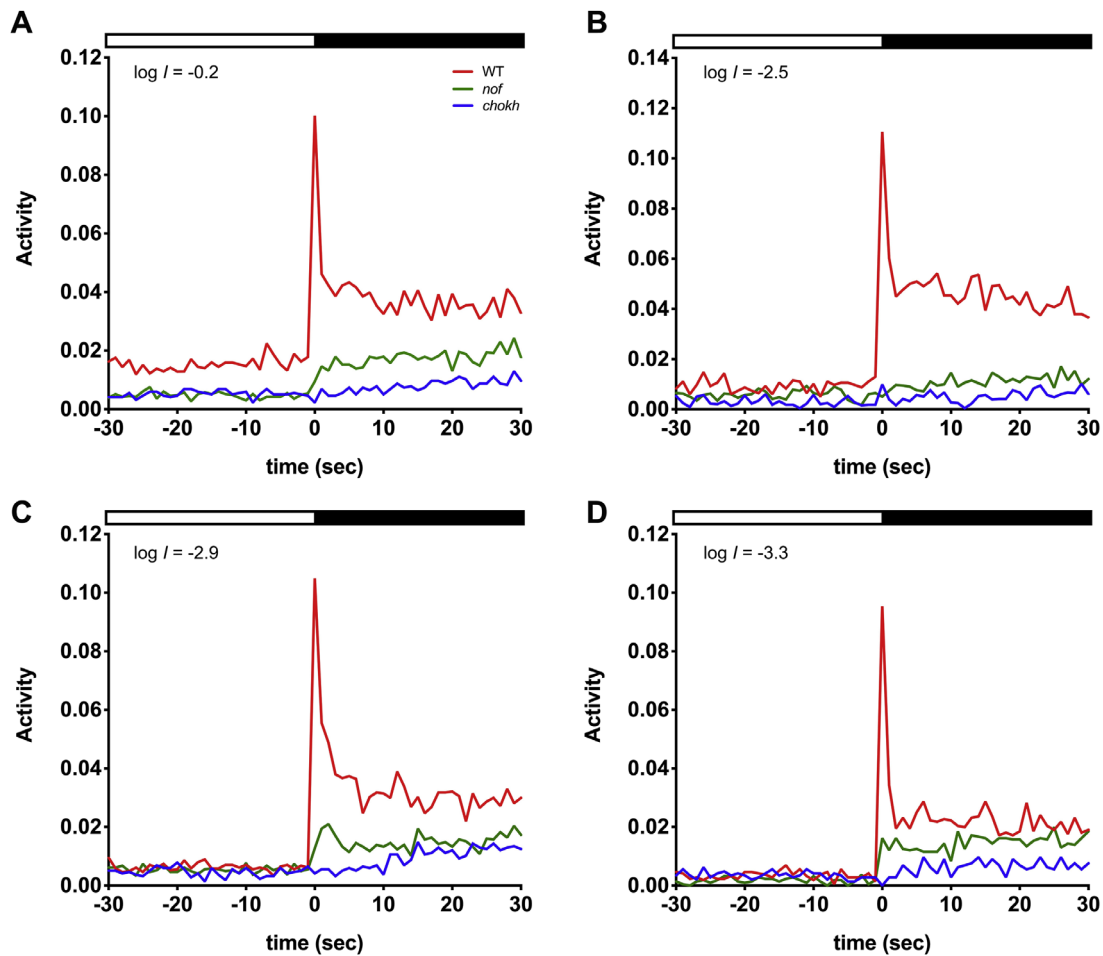 A
log I = -0.2
WT
nof
chokh
0.12
0.10
0.08
0.06
0.04
0.02
0.00
Activity
-30 -20 -10 0 10 20 30
time (sec)
B
log I = -2.5
0.14
0.12
0.10
0.08
0.06
0.04
0.02
0.00
Activity
-30 -20 -10 0 10 20 30
time (sec)
C
log I = -2.9
0.12
0.10
0.08
0.06
0.04
0.02
0.00
Activity
-30 -20 -10 0 10 20 30
time (sec)
D
log I = -3.3
0.12
0.10
0.08
0.06
0.04
0.02
0.00
Activity
-30 -20 -10 0 10 20 30
time (sec)